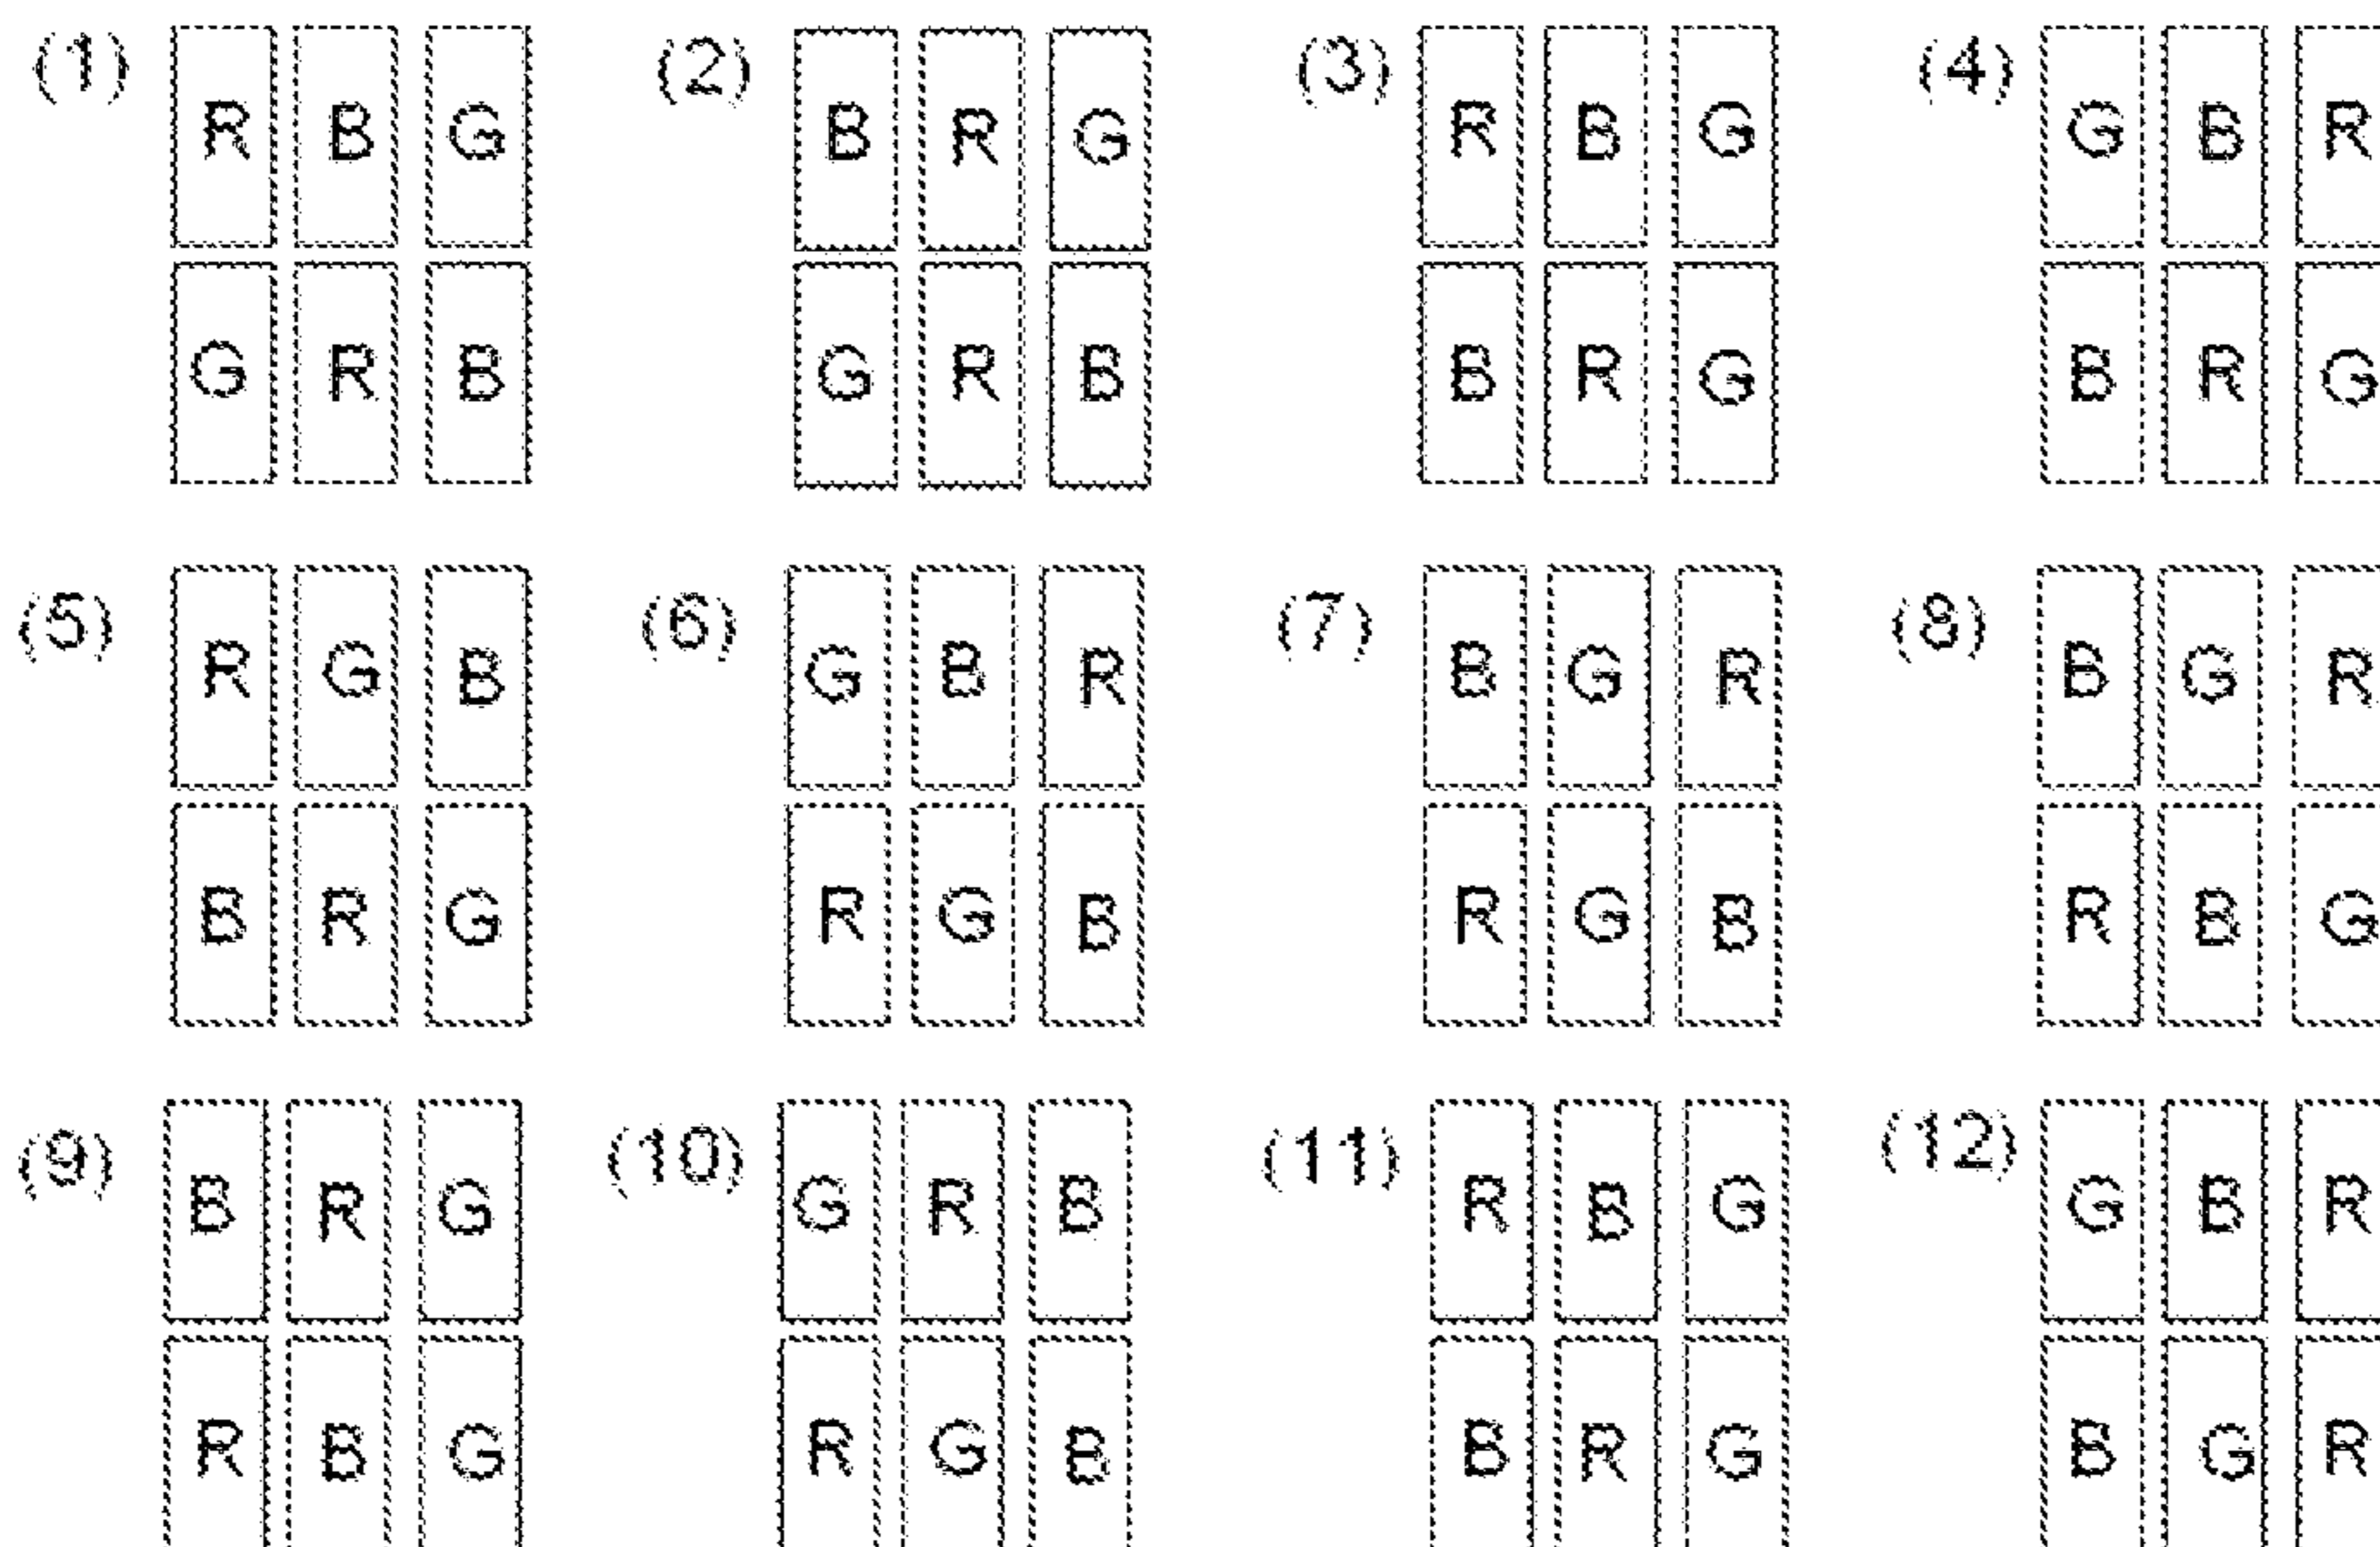 (1) R B G (2) B R G (3) R B G (4) G B R
G R B G R B B R G B R G
(5) R G B (6) G B R (7) B G R (8) B G R
B R G R G B R G B R B G
(9) B R G (10) G R B (11) R B G (12) G B R
R B G R G B B R G B G R